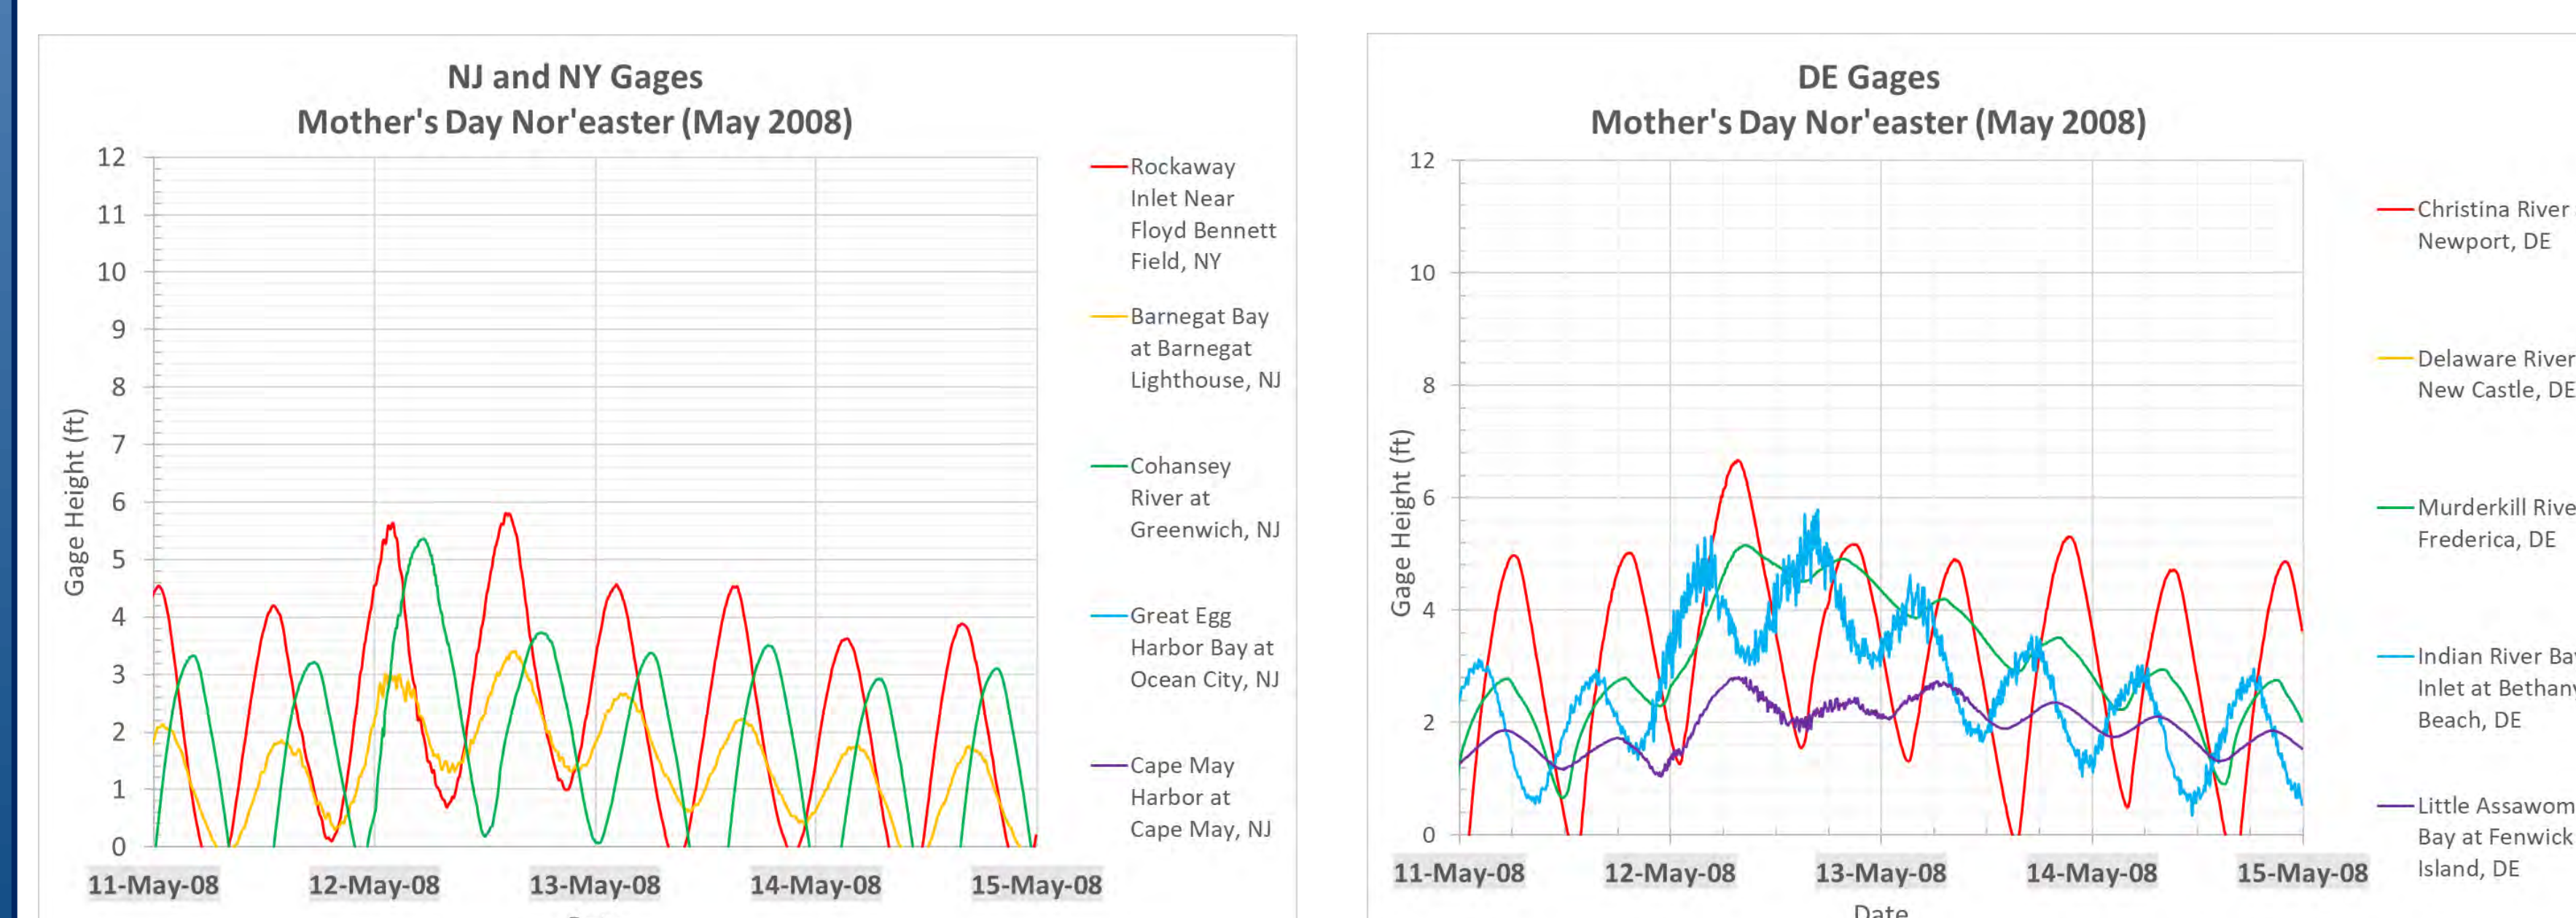 NJ and NY Gages
Mother's Day Nor'easter (May 2008)
12
11
10
9
8
7
6
5
4
3
2
1
0
Gage Height (ft)
11-May-08
12-May-08
13-May-08
14-May-08
15-May-08
Rockaway
Inlet Near
Floyd Bennett
Field, NY
Barnegat Bay
at Barnegat
Lighthouse, NJ
Cohansey
River at
Greenwich, NJ
Great Egg
Harbor Bay at
Ocean City, NJ
Cape May
Harbor at
Cape May, NJ
DE Gages
Mother's Day Nor'easter (May 2008)
12
10
8
6
4
2
0
Gage Height (ft)
11-May-08
12-May-08
13-May-08
14-May-08
15-May-08
Date
Christina River
Newport, DE
Delaware River
New Castle, DE
Murderkill Rive
Frederica, DE
Indian River Ba
Inlet at Bethan
Beach, DE
Little Assawom
Bay at Fenwick
Island, DE